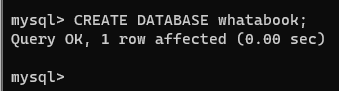 mysql> CREATE DATABASE whatabook;
Query OK, 1 row affected (0.00 sec)
mysql>